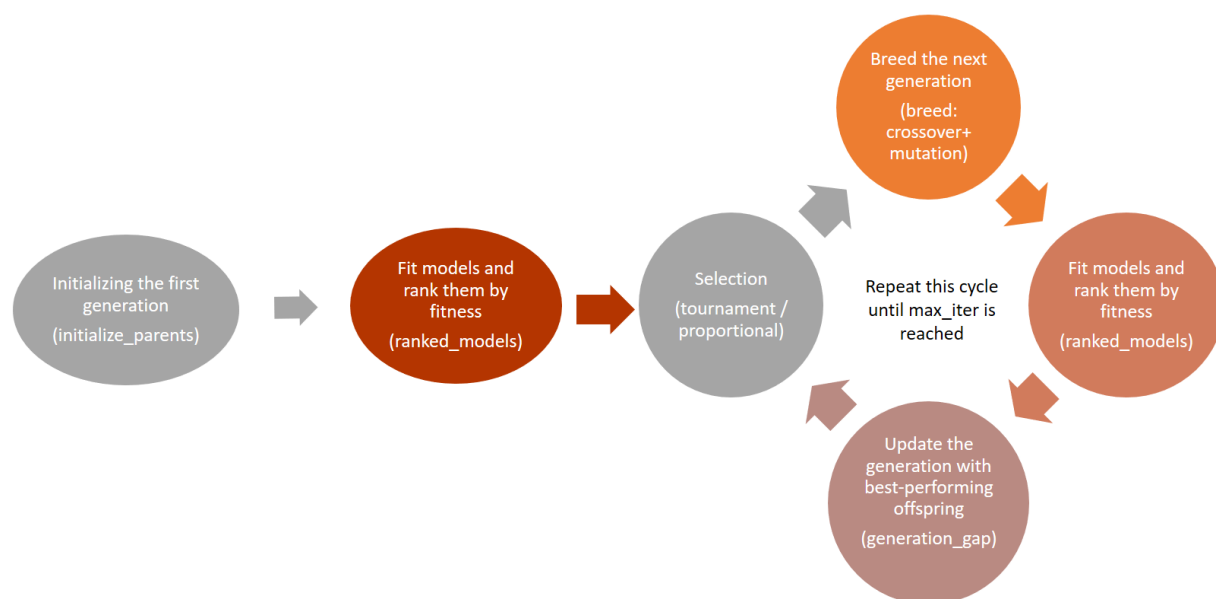 Initializing the first
generation
(initialize_parents)
Fit models and
rank them by
fitness
(ranked_models)
Selection
(tournament /
proportional)
Breed the next
generation
(breed:
crossover+
mutation)
Repeat this cycle
until max_iter is
reached
Fit models and
rank them by
fitness
(ranked_models)
Update the
generation with
best-performing
offspring
(generation_gap)